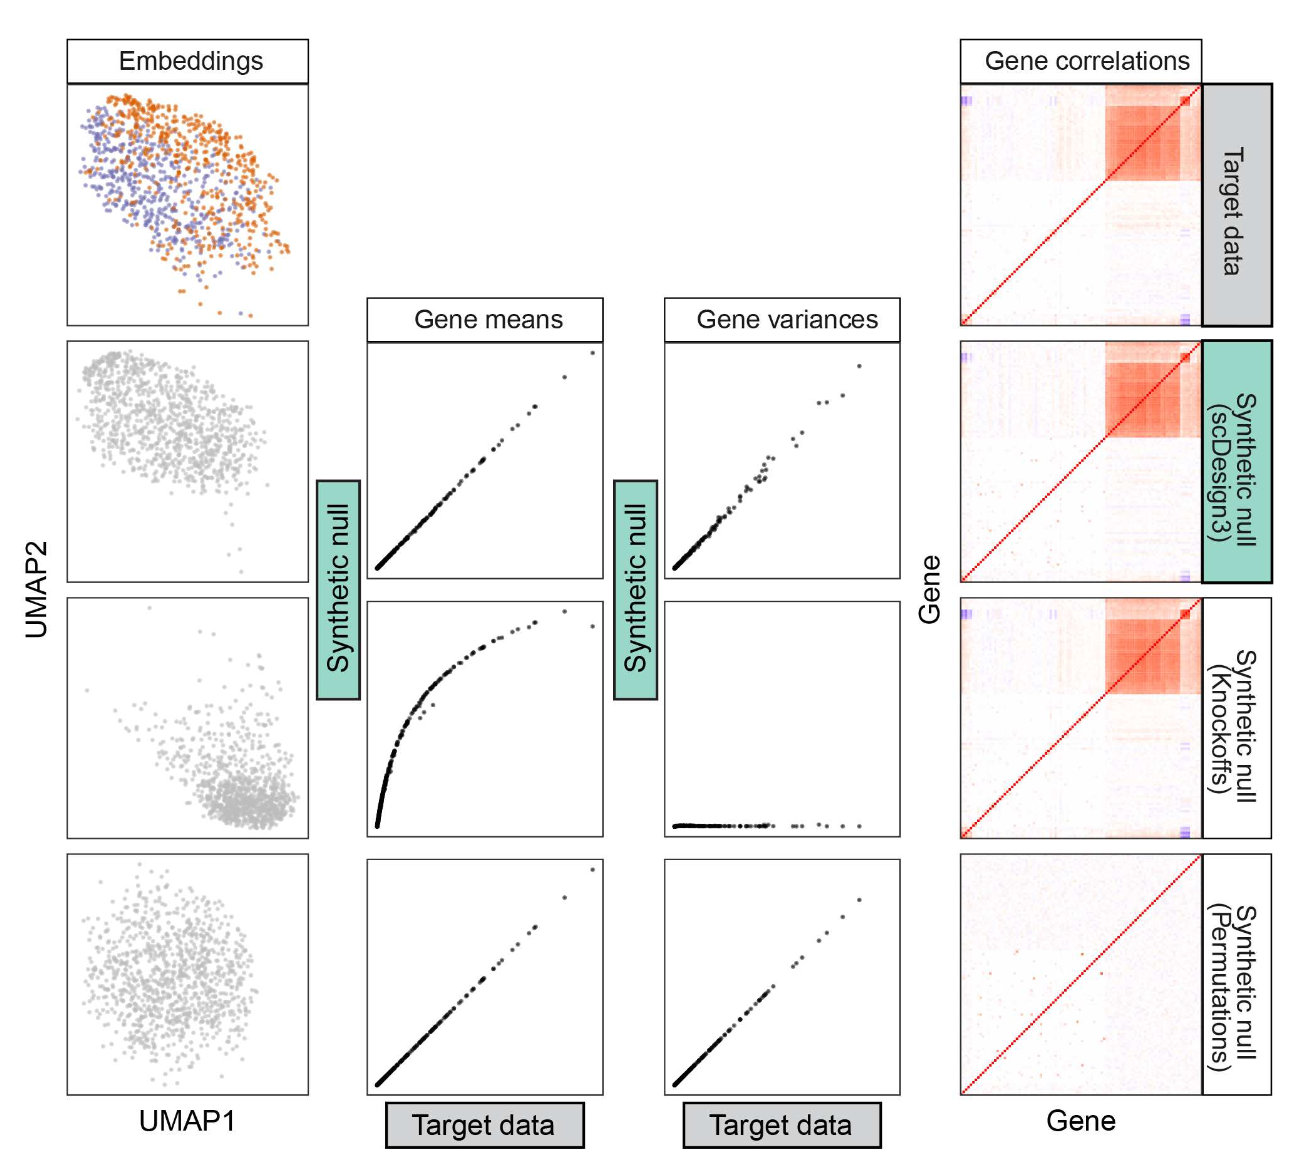 Embeddings
Gene correlations
Target data
Gene means
Gene variances
Synthetic null
(scDesign3)
Synthetic null
Synthetic null
UMAP2
Gene
Synthetic null
(Knockoffs)
Synthetic null
(Permutations)
UMAP1
Target data
Target data
Gene